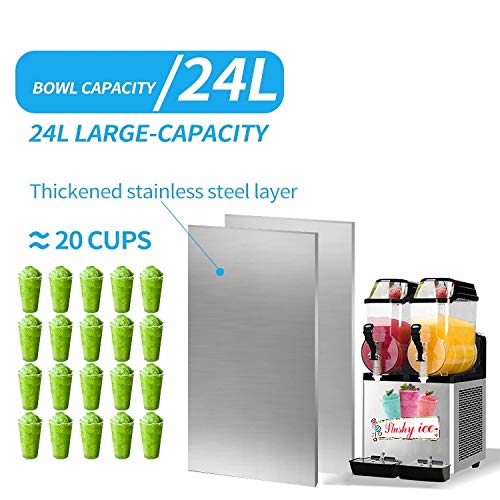 BOWL CAPACITY/24L
24L LARGE-CAPACITY
Thickened stainless steel layer
≈20 CUPS
Slushy ice